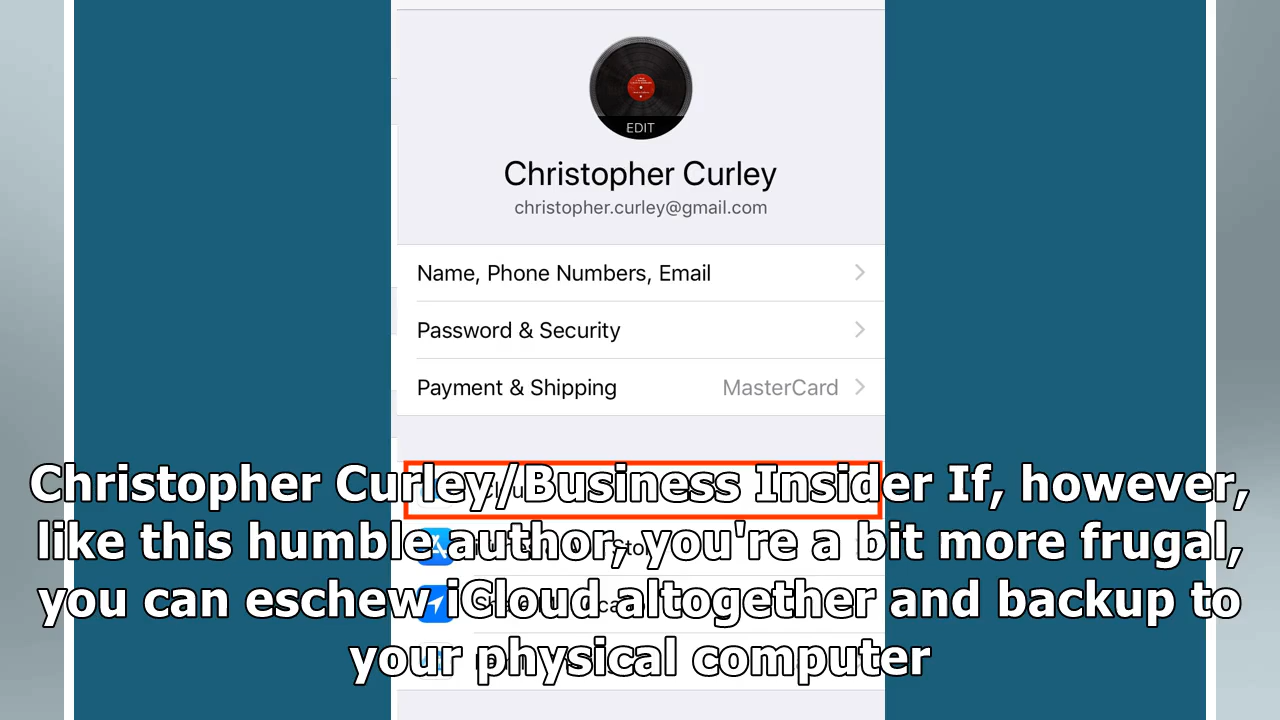 EDIT
Christopher Curley
christopher.curley@gmail.com
Name, Phone Numbers, Email
Password & Security
Payment & Shipping MasterCard
Christopher Curley/Business Insider If, however,
like this humble author, you're a bit more frugal,
you can eschew iCloud altogether and backup to
your physical computer